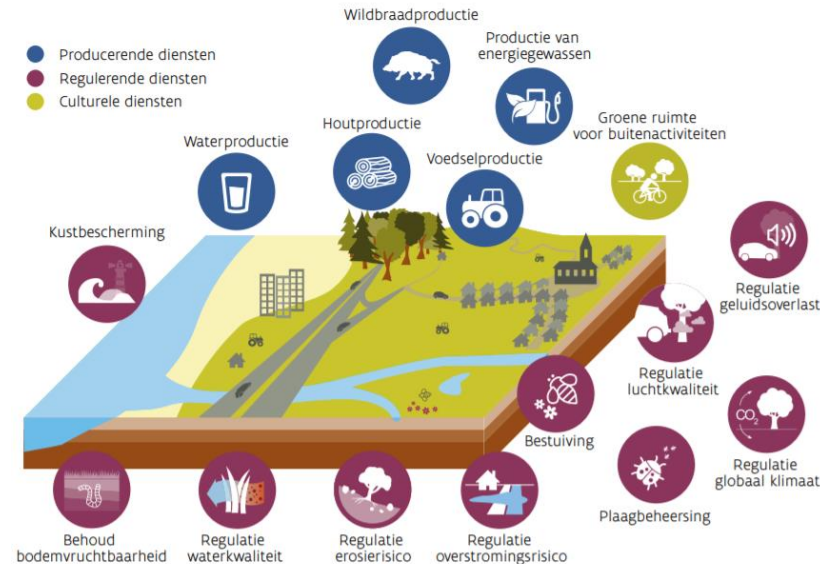 Wildbraadproductie
Producerende diensten
Regulerende diensten
Culturele diensten
Productie van
energiegewassen
Houtproductie
Groene ruimte
voor buitenactiviteiten
Waterproductie
Voedselproductie
Kustbescherming
Regulatie
geluidsoverlast
Regulatie
luchtkwaliteit
Bestuiving
CO2
Regulatie
globaal klimaat
Plaagbeheersing
Behoud
bodemvruchtbaarheid
Regulatie
waterkwaliteit
Regulatie
erosierisico
Regulatie
overstromingsrisico